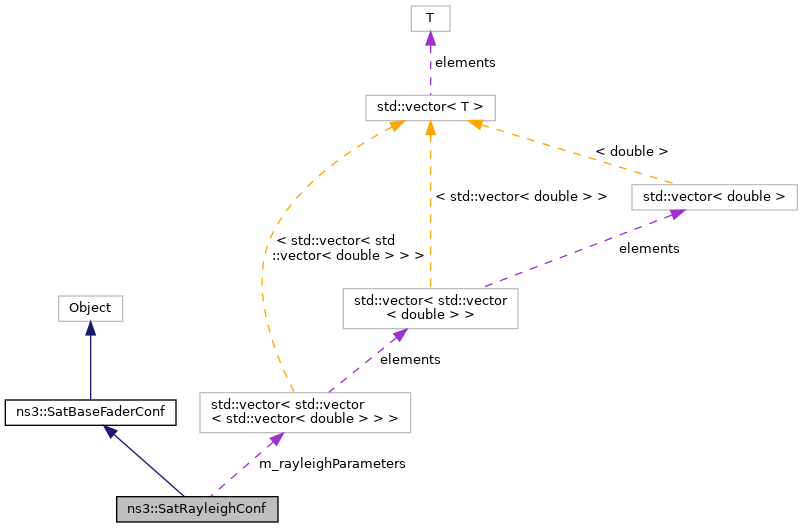 T
elements
std::vector< T >
< double >
< std::vector< double > >
std::vector< double >
< std::vector< std
::vector< double > > >
elements
std::vector< std::vector
< double > >
Object
elements
std::vector< std::vector
< std::vector< double > > >
ns3::SatBaseFaderConf
m_rayleighParameters
ns3::SatRayleighConf